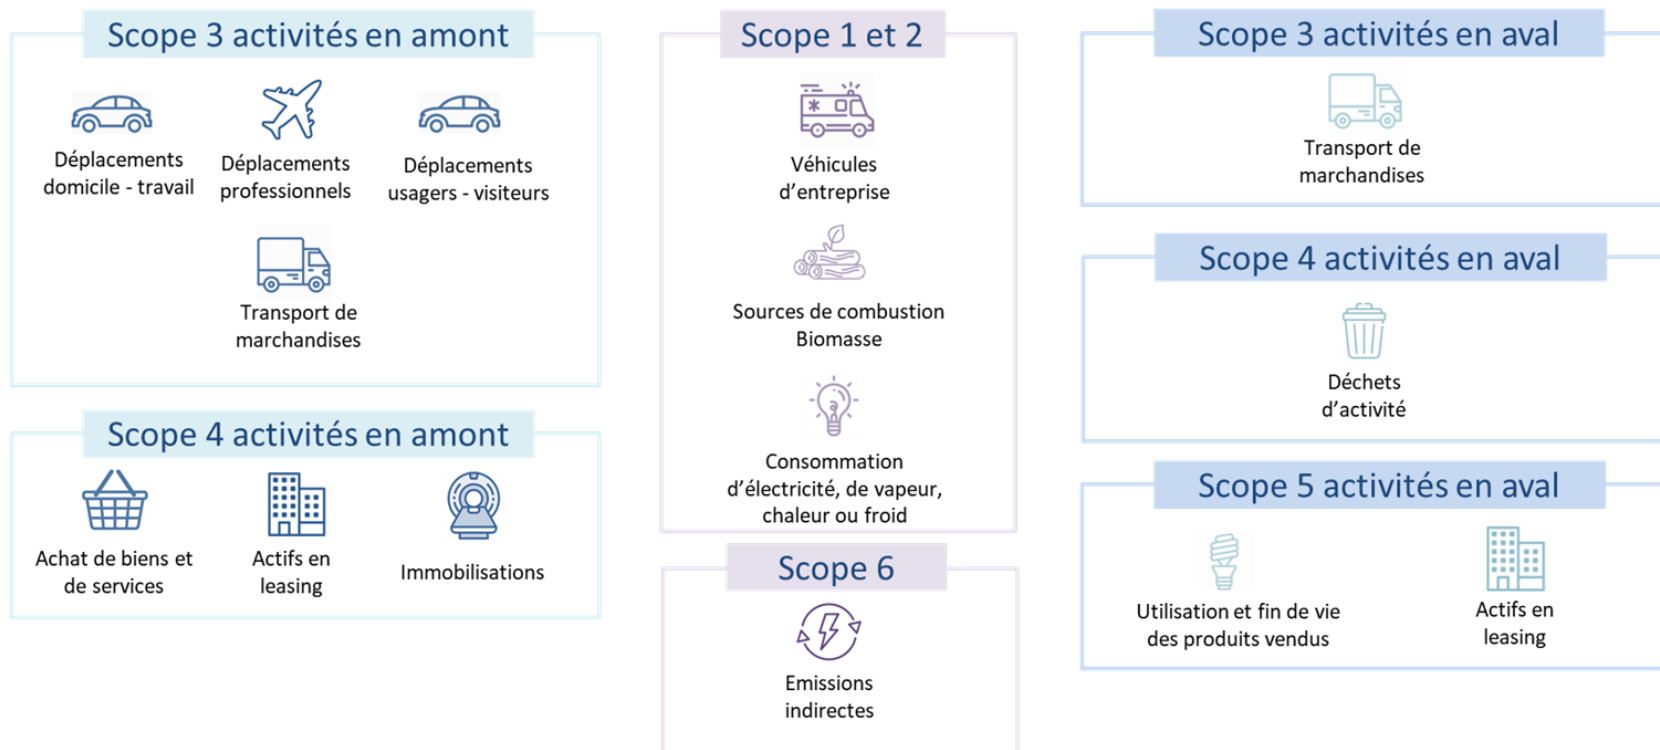 Scope 3 activités en amont
Déplacements
domicile - travail
Déplacements
professionnels
Déplacements
usagers - visiteurs
Transport de
marchandises
Scope 4 activités en amont
Achat de biens et
de services
Actifs en
leasing
Immobilisations
Scope 1 et 2
Véhicules
d’entreprise
Sources de combustion
Biomasse
Consommation
d’électricité, de vapeur,
chaleur ou froid
Scope 6
Emissions
indirectes
Scope 3 activités en aval
Transport de
marchandises
Scope 4 activités en aval
Déchets
d’activité
Scope 5 activités en aval
Utilisation et fin de vie
des produits vendus
Actifs en
leasing